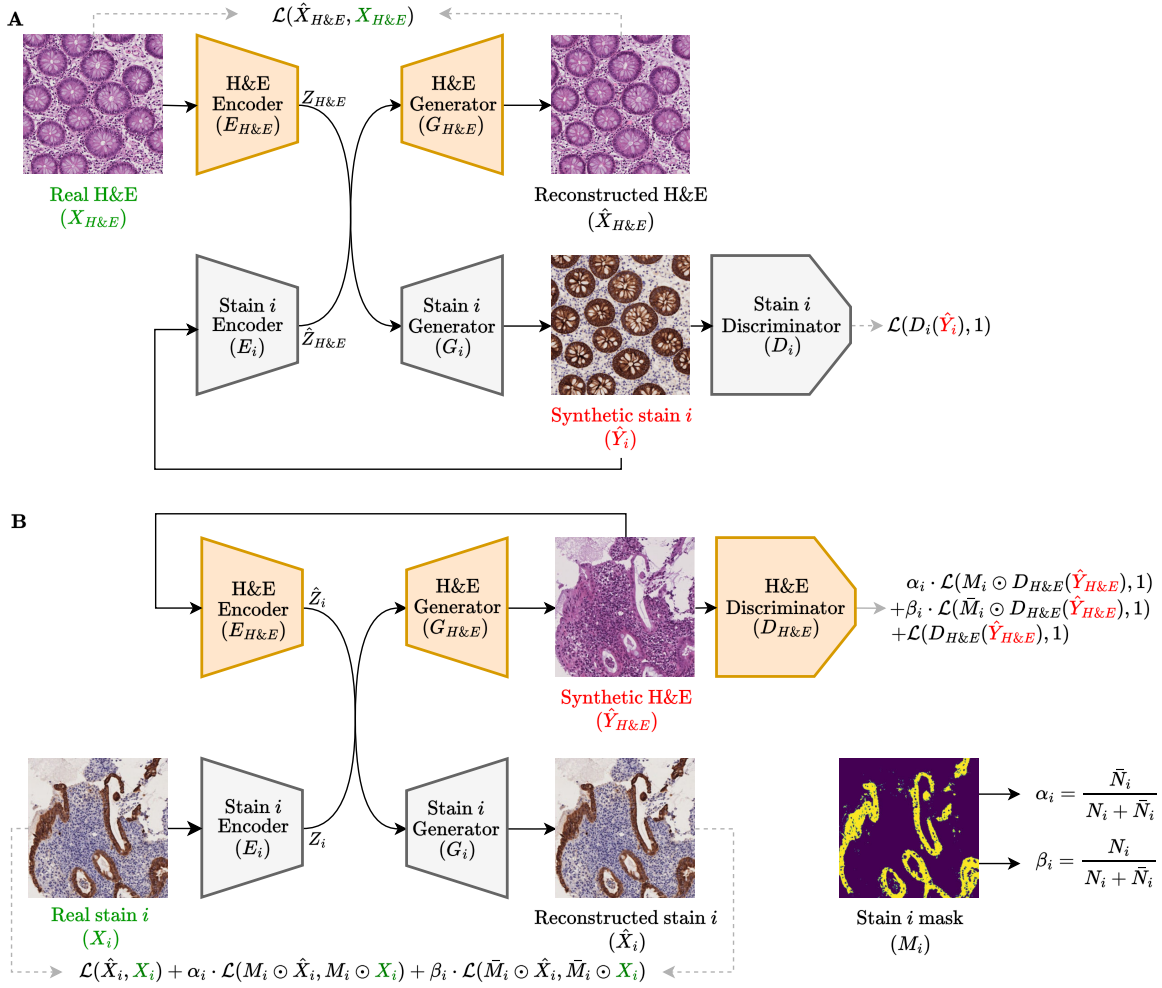 A
ℒ(X̂_{H&E}, X_{H&E})
H&E
Encoder
(E_{H&E})
Z_{H&E}
H&E
Generator
(G_{H&E})
Real H&E
(X_{H&E})
Reconstructed H&E
(X̂_{H&E})
Stain i
Encoder
(E_i)
Ẑ_{H&E}
Stain i
Generator
(G_i)
Stain i
Discriminator
(D_i)
ℒ(D_i(Ŷ_i), 1)
Synthetic stain i
(Ŷ_i)
B
H&E
Encoder
(E_{H&E})
Ẑ_i
H&E
Generator
(G_{H&E})
H&E
Discriminator
(D_{H&E})
α_i · ℒ(M_i ⊙ D_{H&E}(Ŷ_{H&E}), 1)
+β_i · ℒ(M̄_i ⊙ D_{H&E}(Ŷ_{H&E}), 1)
+ℒ(D_{H&E}(Ŷ_{H&E}), 1)
Synthetic H&E
(Ŷ_{H&E})
Stain i
Encoder
(E_i)
Z_i
Stain i
Generator
(G_i)
α_i = N̄_i / (N_i + N̄_i)
β_i = N_i / (N_i + N̄_i)
Real stain i
(X_i)
Reconstructed stain i
(X̂_i)
Stain i mask
(M_i)
ℒ(X̂_i, X_i) + α_i · ℒ(M_i ⊙ X̂_i, M_i ⊙ X_i) + β_i · ℒ(M̄_i ⊙ X̂_i, M̄_i ⊙ X_i)